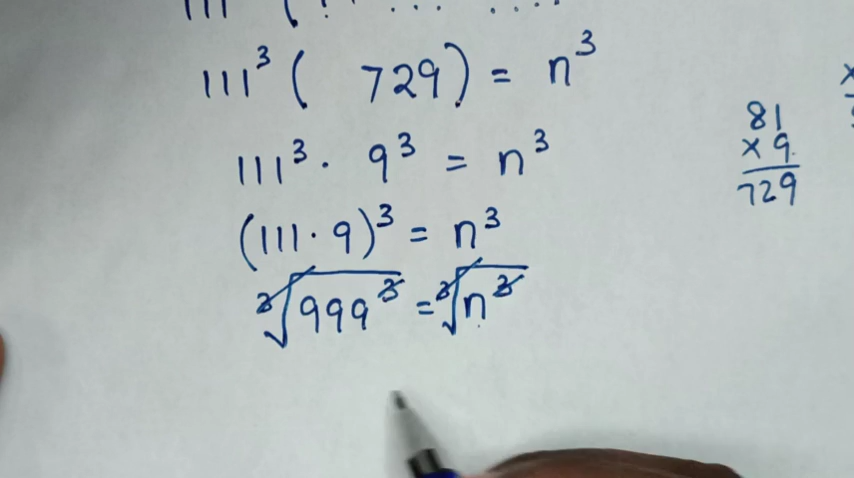 111³ ( 729) = n³
111³ · 9³ = n³
(111 · 9)³ = n³
∛999³ = ∛n³
81
× 9
729